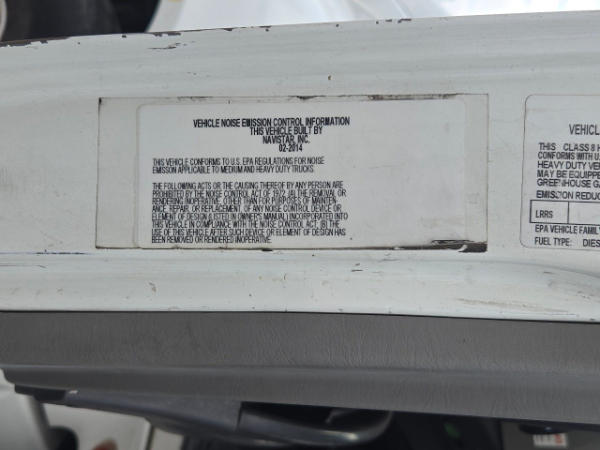 VEHICLE NOISE EMISSION CONTROL INFORMATION
THIS VEHICLE BUILT BY
NAVISTAR, INC.
02-2014
THIS VEHICLE CONFORMS TO U.S. EPA REGULATIONS FOR NOISE
EMISSION APPLICABLE TO MEDIUM AND HEAVY DUTY TRUCKS.
THE FOLLOWING ACTS OR THE CAUSING THEREOF BY ANY PERSON ARE
PROHIBITED BY THE NOISE CONTROL ACT OF 1972: (A) THE REMOVAL OR
RENDERING INOPERATIVE, OTHER THAN FOR PURPOSES OF MAINTEN-
ANCE, REPAIR, OR REPLACEMENT, OF ANY NOISE CONTROL DEVICE OR
ELEMENT OF DESIGN (LISTED IN OWNER'S MANUAL) INCORPORATED INTO
THIS VEHICLE IN COMPLIANCE WITH THE NOISE CONTROL ACT, (B) THE
USE OF THIS VEHICLE AFTER SUCH DEVICE OR ELEMENT OF DESIGN HAS
BEEN REMOVED OR RENDERED INOPERATIVE.
VEHICL
THIS CLASS 8 H
CONFORMS WITH U.
HEAVY DUTY VE
MAY BE EQUIPPE
GREENHOUSE GA
EMISSION REDUC
LRRS
EPA VEHICLE FAMILY
FUEL TYPE: DIES